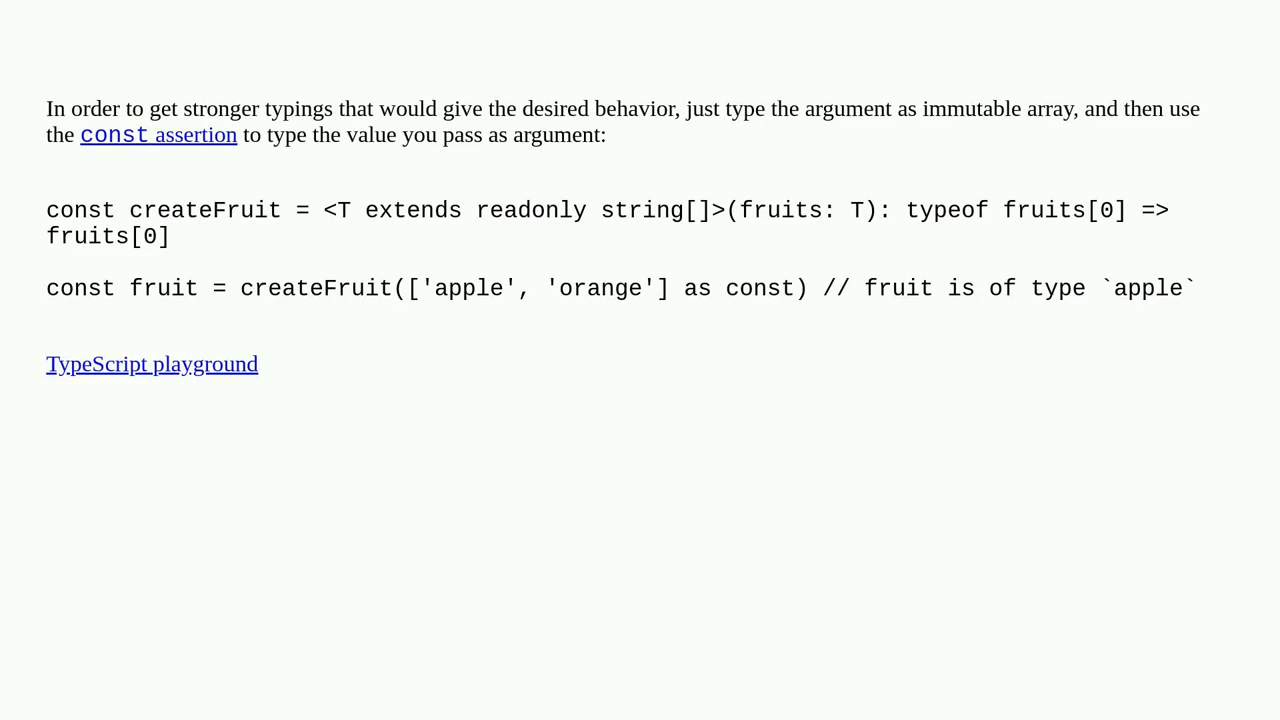 In order to get stronger typings that would give the desired behavior, just type the argument as immutable array, and then use
the const assertion to type the value you pass as argument:
const createFruit = <T extends readonly string[]>(fruits: T): typeof fruits[0] =>
fruits[0]
const fruit = createFruit(['apple', 'orange'] as const) // fruit is of type `apple`
TypeScript playground